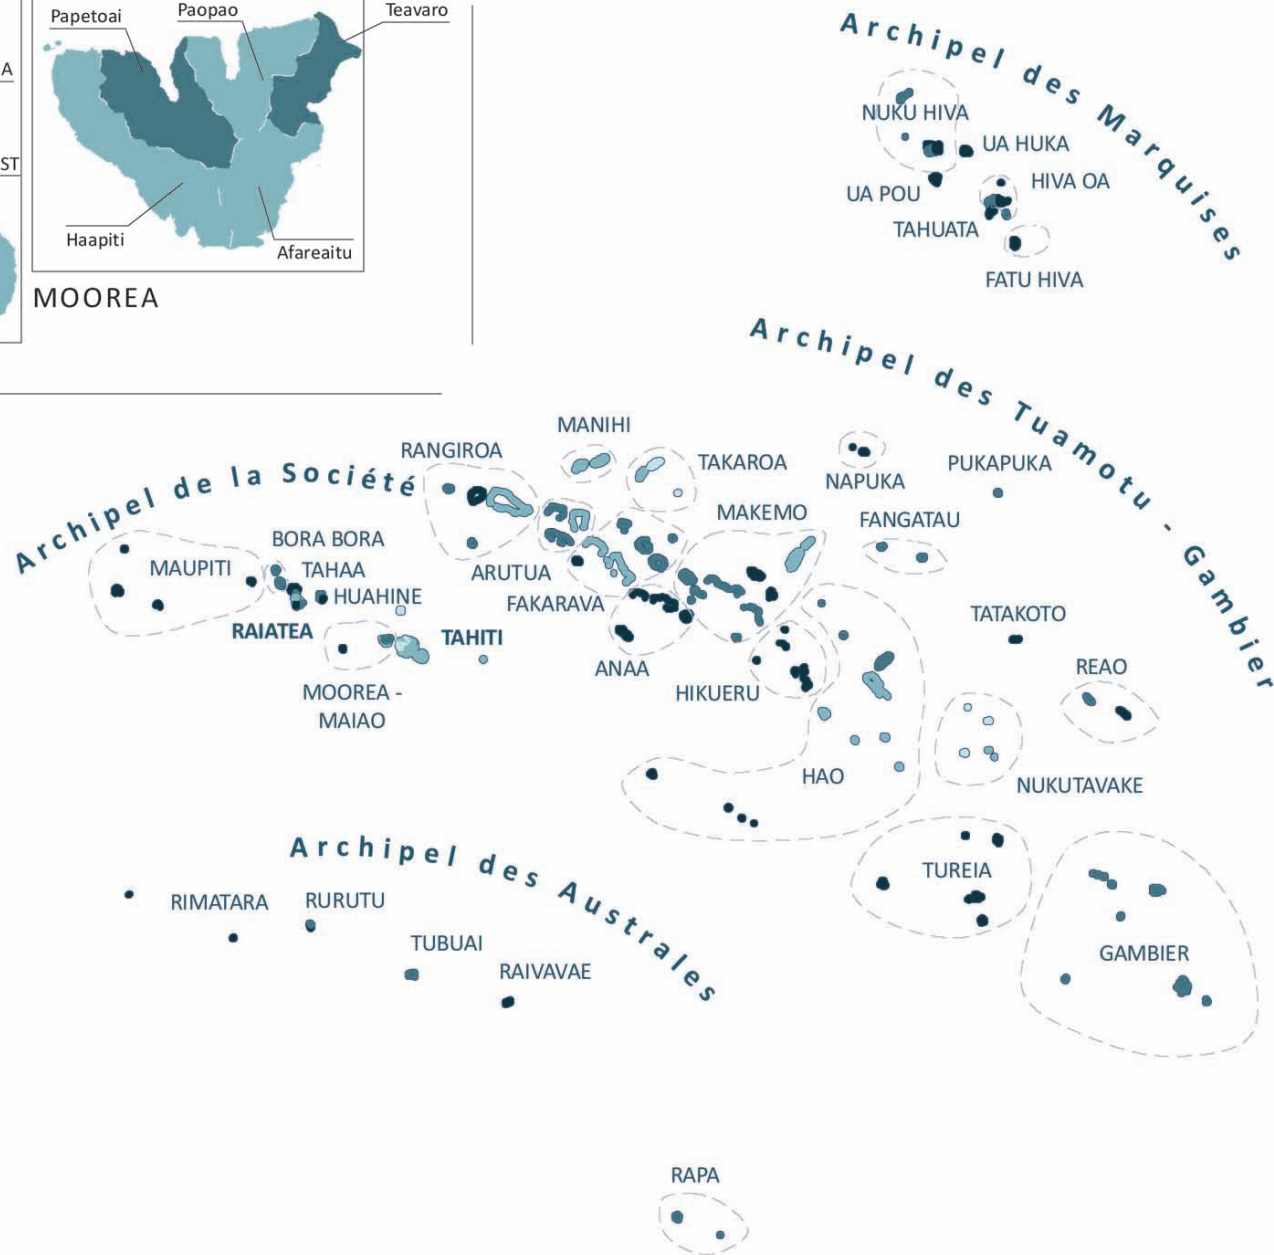 Papetoai
Paopao
Teavaro
A
ST
Haapiti
Afareaitu
MOOREA
Archipel des Marquises
NUKU HIVA
UA HUKA
HIVA OA
UA POU
TAHUATA
FATU HIVA
Archipel des Tuamotu - Gambier
MANIHI
RANGIROA
TAKAROA
NAPUKA
PUKAPUKA
Archipel de la Société
MAKEMO
FANGATAU
BORA BORA
MAUPITI
TAHAA
ARUTUA
HUAHINE
FAKARAVA
TATAKOTO
RAIATEA
TAHITI
ANAA
REAO
HIKUERU
MOOREA -
MAIAO
HAO
NUKUTAVAKE
Archipel des Australes
TUREIA
RIMATARA
RURUTU
TUBUAI
GAMBIER
RAIVAVAE
RAPA